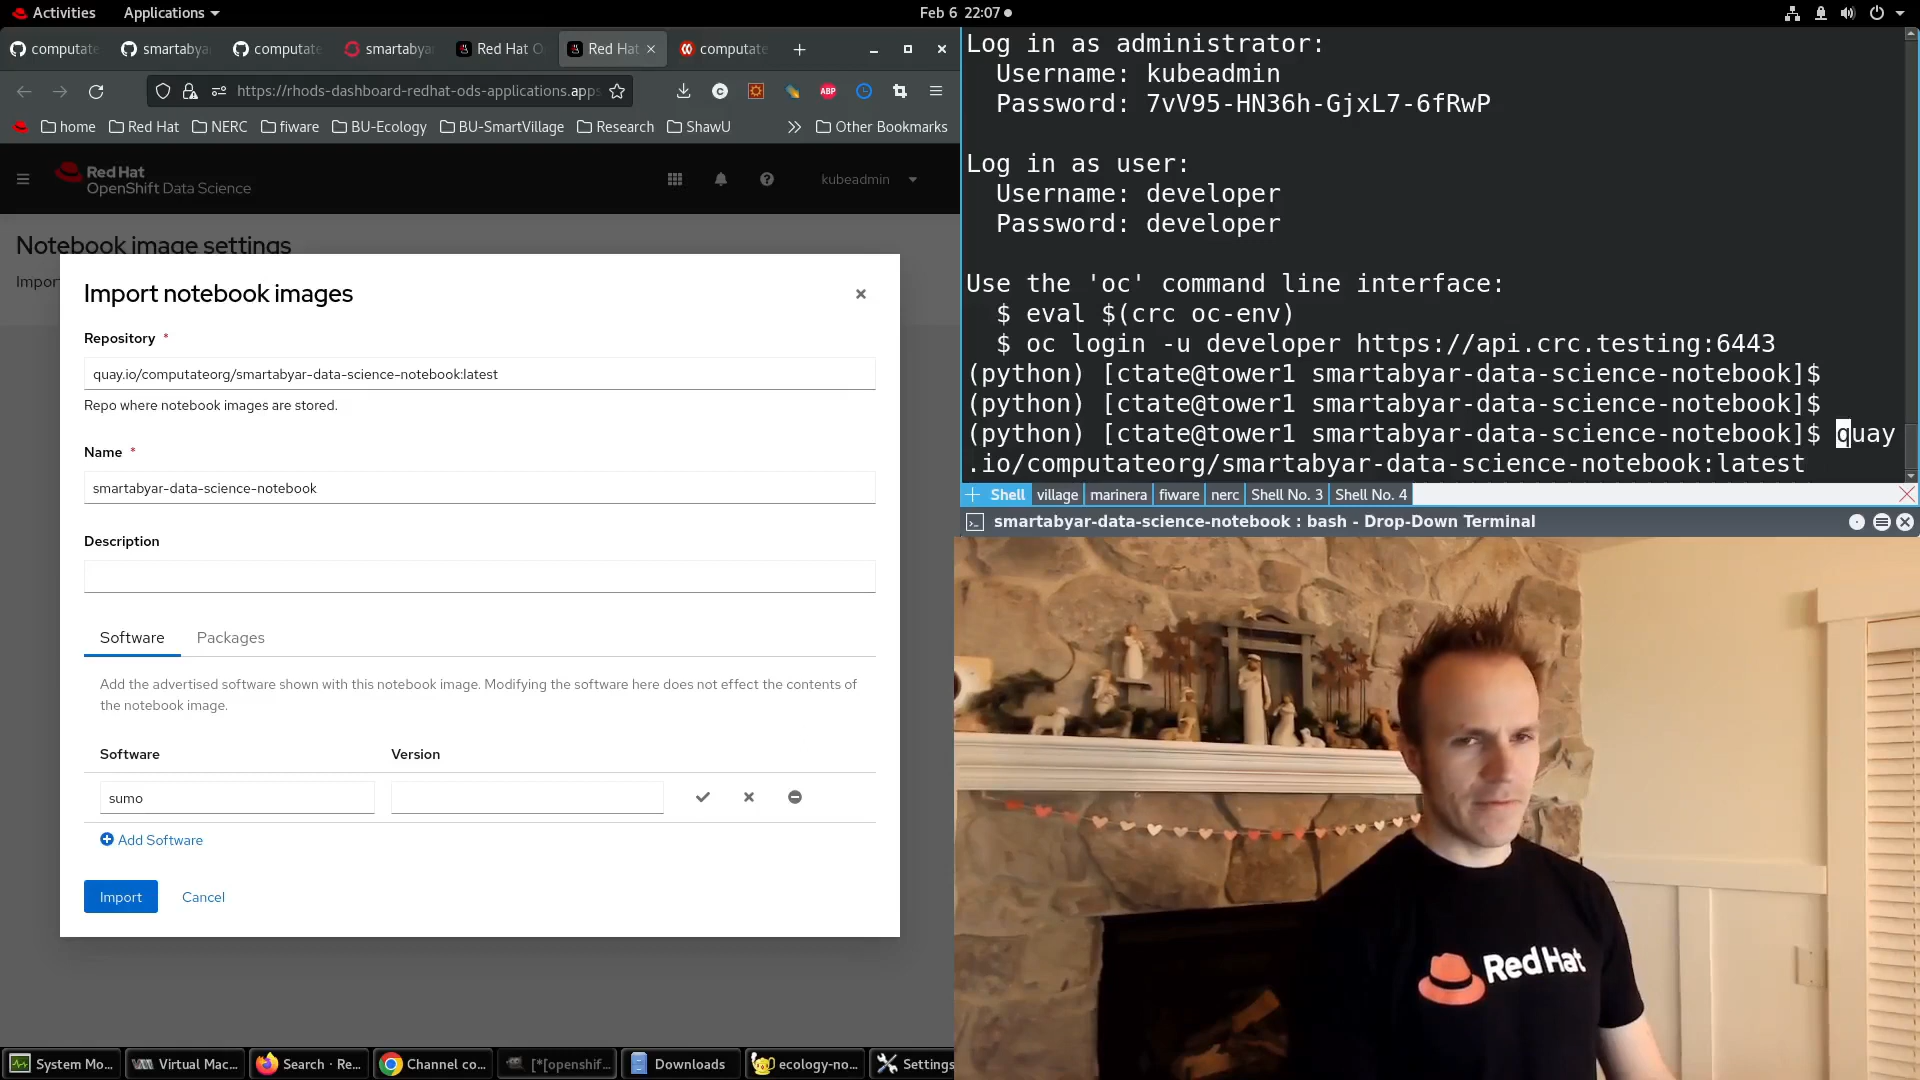 Activities
Applications
Feb 6 22:07
computate
smartabya
computate
smartabyar
Red Hat O
Red Hat
computate
https://rhods-dashboard-redhat-ods-applications.apps
ABP
home
Red Hat
NERC
fiware
BU-Ecology
BU-SmartVillage
Research
ShawU
Other Bookmarks
Red Hat
OpenShift Data Science
kubeadmin
Notebook image settings
Impor
Import notebook images
Repository *
quay.io/computateorg/smartabyar-data-science-notebook:latest
Repo where notebook images are stored.
Name *
smartabyar-data-science-notebook
Description
Software
Packages
Add the advertised software shown with this notebook image. Modifying the software here does not effect the contents of
the notebook image.
Software
Version
sumo
Add Software
Import
Cancel
Log in as administrator:
Username: kubeadmin
Password: 7vV95-HN36h-GjxL7-6fRwP
Log in as user:
Username: developer
Password: developer
Use the 'oc' command line interface:
$ eval $(crc oc-env)
$ oc login -u developer https://api.crc.testing:6443
(python) [ctate@tower1 smartabyar-data-science-notebook]$
(python) [ctate@tower1 smartabyar-data-science-notebook]$
(python) [ctate@tower1 smartabyar-data-science-notebook]$ quay
.io/computateorg/smartabyar-data-science-notebook:latest
Shell
village
marinera
fiware
nerc
Shell No. 3
Shell No. 4
smartabyar-data-science-notebook : bash - Drop-Down Terminal
Red Hat
System Mo...
Virtual Mac...
Search · Re...
Channel co...
[*[openshif...
Downloads
ecology-no...
Settings